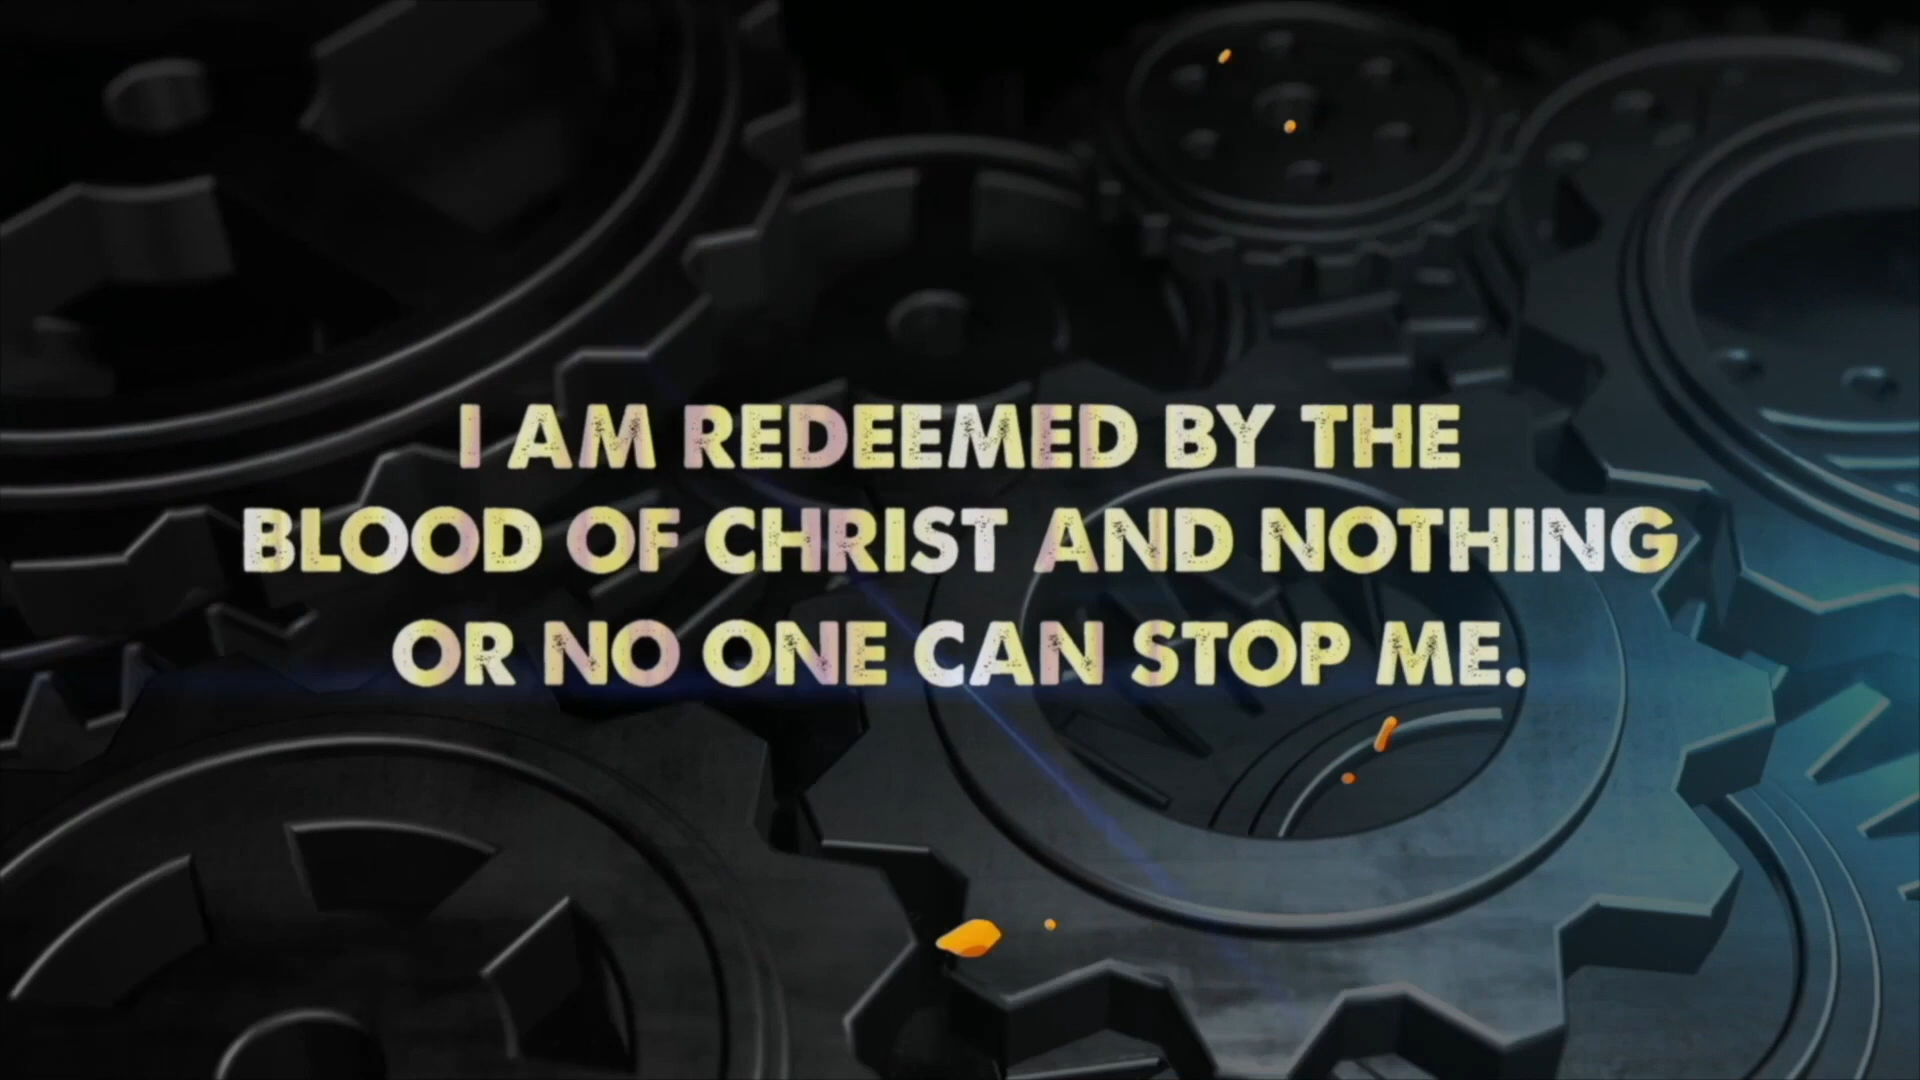 I AM REDEEMED BY THE
BLOOD OF CHRIST AND NOTHING
OR NO ONE CAN STOP ME.